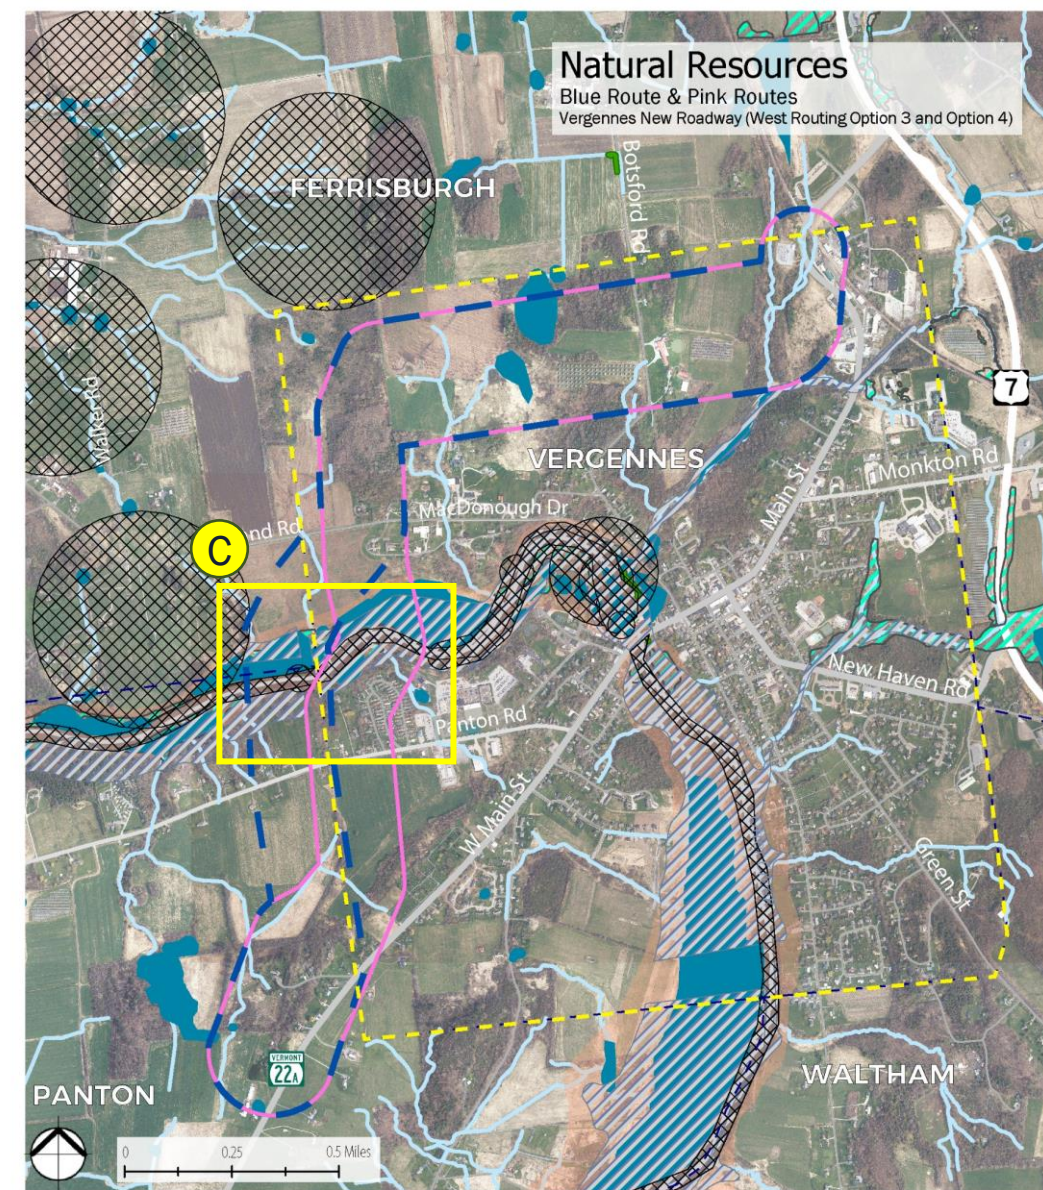 Natural Resources
Blue Route & Pink Routes
Vergennes New Roadway (West Routing Option 3 and Option 4)
Botsford Rd
FERRISBURGH
7
Walker Rd
VERGENNES
Monkton Rd
Main St
MacDonough Dr
nd Rd
C
New Haven Rd
Panton Rd
W Main St
Green St
VERMONT
22A
PANTON
WALTHAM
0 0.25 0.5 Miles